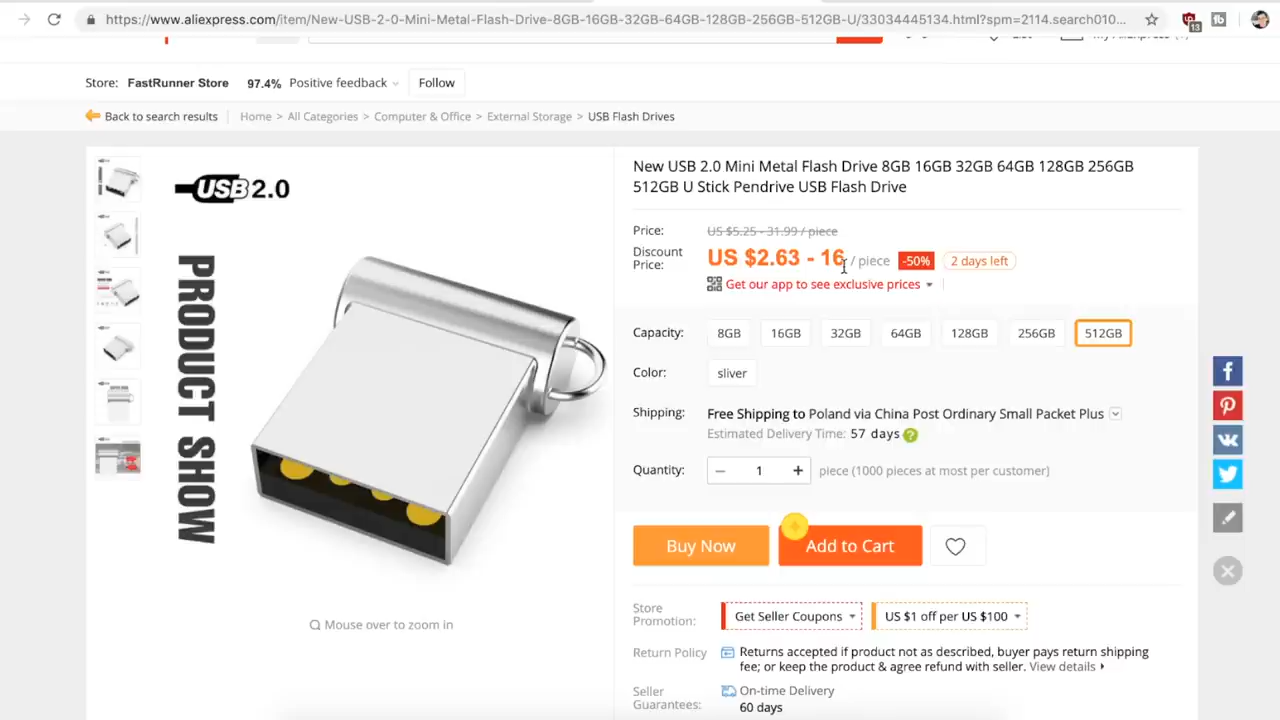 https://www.aliexpress.com/item/New-USB-2-0-Mini-Metal-Flash-Drive-8GB-16GB-32GB-64GB-128GB-256GB-512GB-U/33034445134.html?spm=2114.search010...
13
Store: FastRunner Store 97.4% Positive feedback Follow
Back to search results Home > All Categories > Computer & Office > External Storage > USB Flash Drives
USB 2.0
PRODUCT SHOW
Mouse over to zoom in
New USB 2.0 Mini Metal Flash Drive 8GB 16GB 32GB 64GB 128GB 256GB
512GB U Stick Pendrive USB Flash Drive
Price: US $5.25 - 31.99 / piece
Discount Price: US $2.63 - 16 / piece -50% 2 days left
Get our app to see exclusive prices
Capacity: 8GB 16GB 32GB 64GB 128GB 256GB 512GB
Color: sliver
Shipping: Free Shipping to Poland via China Post Ordinary Small Packet Plus
Estimated Delivery Time: 57 days ?
Quantity: − 1 + piece (1000 pieces at most per customer)
Buy Now Add to Cart
Store Promotion: Get Seller Coupons US $1 off per US $100
Return Policy Returns accepted if product not as described, buyer pays return shipping
fee; or keep the product & agree refund with seller. View details
Seller Guarantees: On-time Delivery
60 days